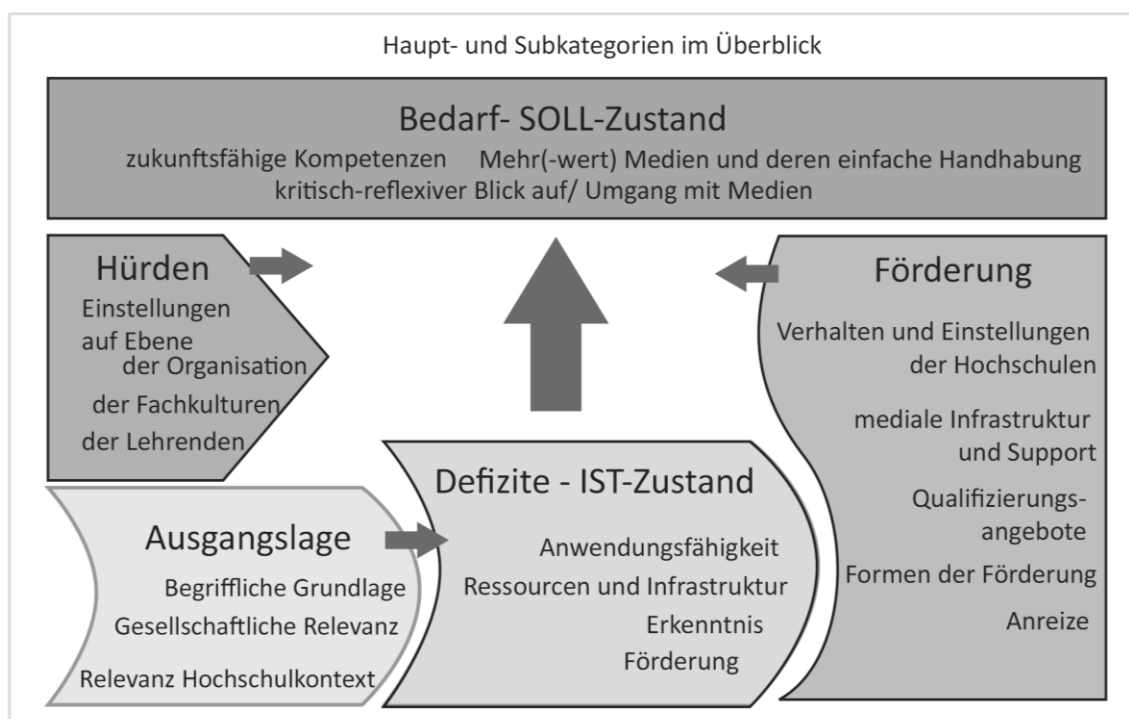 Haupt- und Subkategorien im Überblick
Bedarf- SOLL-Zustand
zukunftsfähige Kompetenzen Mehr(-wert) Medien und deren einfache Handhabung
kritisch-reflexiver Blick auf/ Umgang mit Medien
Hürden
Einstellungen
auf Ebene
der Organisation
der Fachkulturen
der Lehrenden
Förderung
Verhalten und Einstellungen
der Hochschulen
mediale Infrastruktur
und Support
Qualifizierungs-
angebote
Formen der Förderung
Anreize
Ausgangslage
Begriffliche Grundlage
Gesellschaftliche Relevanz
Relevanz Hochschulkontext
Defizite - IST-Zustand
Anwendungsfähigkeit
Ressourcen und Infrastruktur
Erkenntnis
Förderung